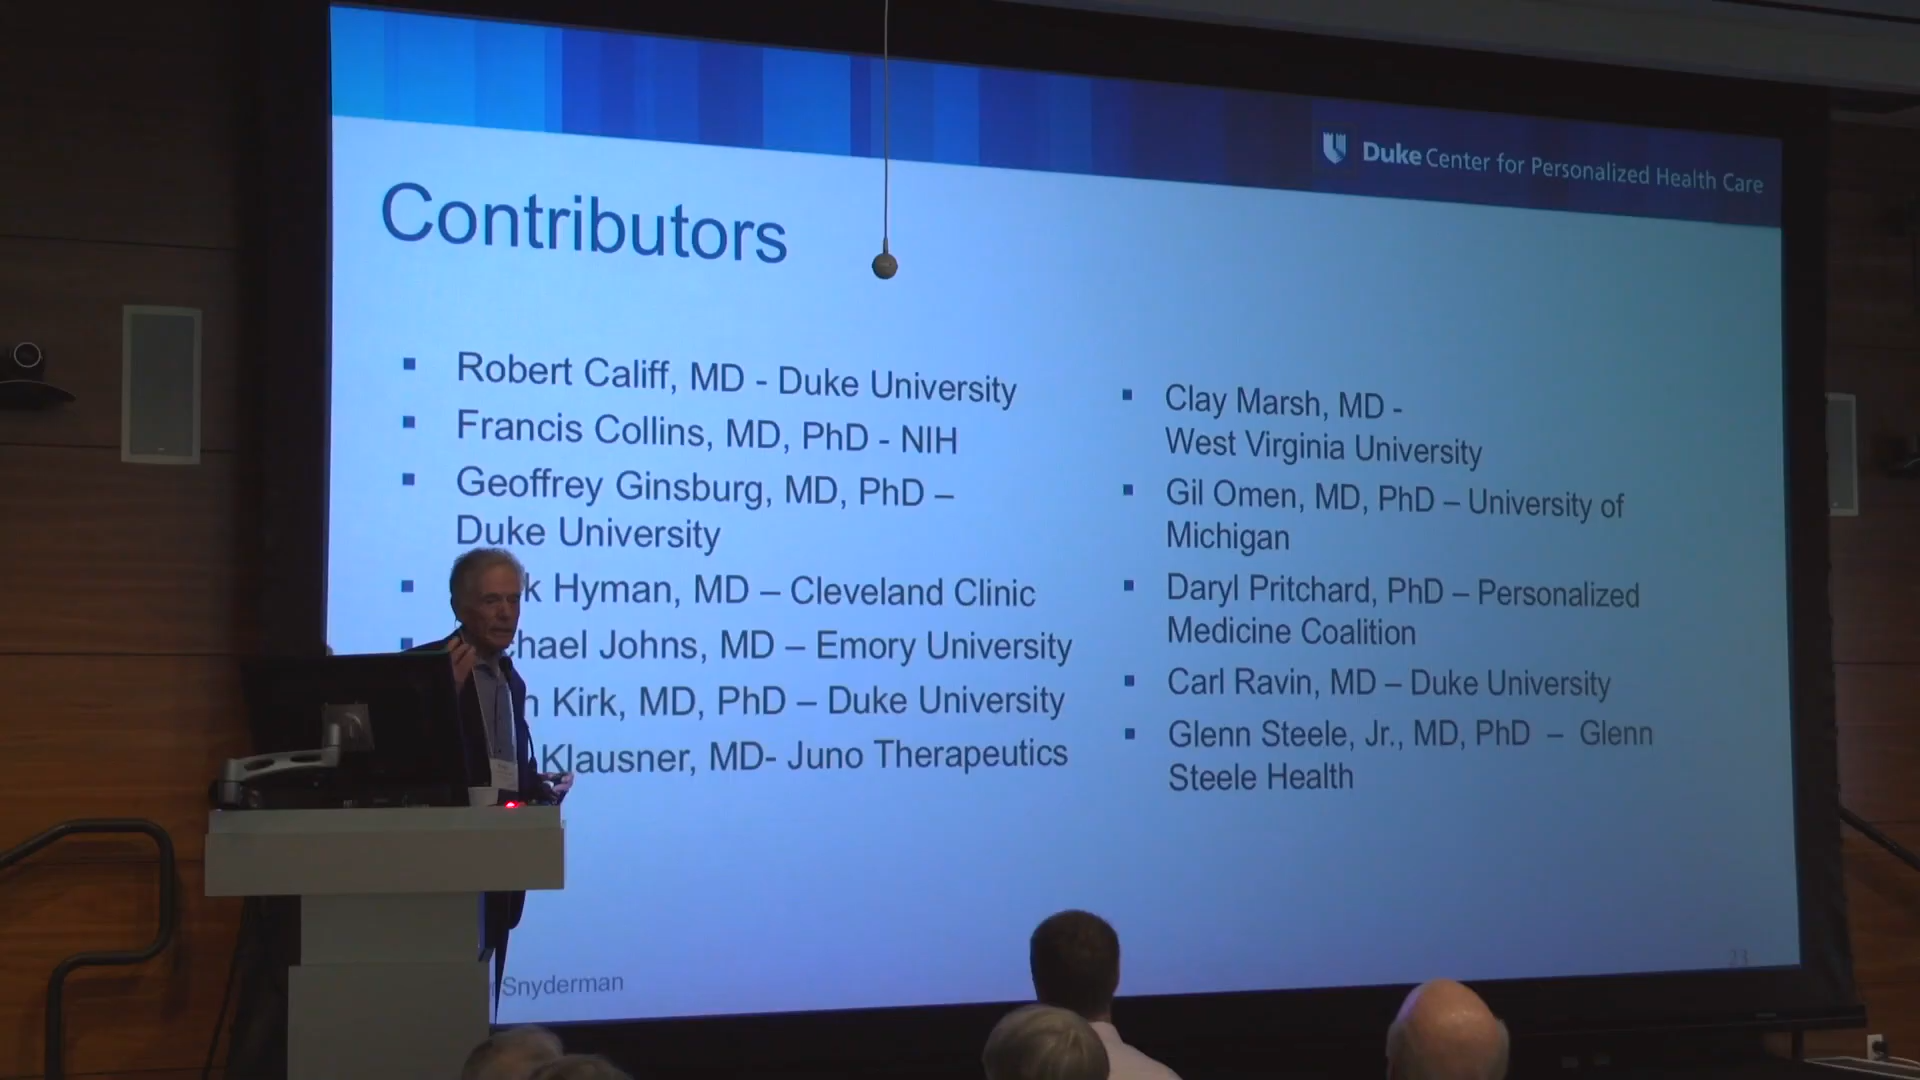 Duke Center for Personalized Health Care
Contributors
Robert Califf, MD - Duke University
Francis Collins, MD, PhD - NIH
Geoffrey Ginsburg, MD, PhD –
Duke University
Hyman, MD – Cleveland Clinic
Johns, MD – Emory University
Kirk, MD, PhD – Duke University
Klausner, MD- Juno Therapeutics
Clay Marsh, MD -
West Virginia University
Gil Omen, MD, PhD – University of
Michigan
Daryl Pritchard, PhD – Personalized
Medicine Coalition
Carl Ravin, MD – Duke University
Glenn Steele, Jr., MD, PhD – Glenn
Steele Health
Snyderman